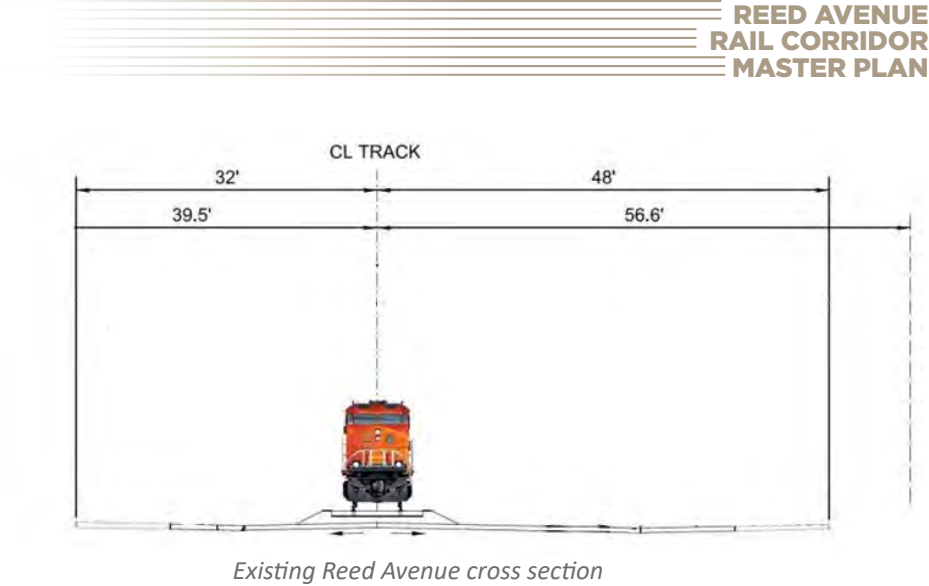 REED AVENUE
RAIL CORRIDOR
MASTER PLAN
CL TRACK
32' 48'
39.5' 56.6'
Existing Reed Avenue cross section